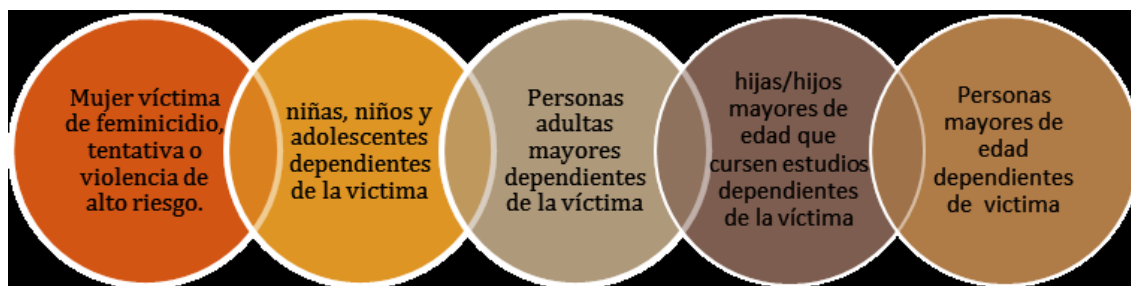 Mujer víctima
de feminicidio,
tentativa o
violencia de
alto riesgo.
niñas, niños y
adolescentes
dependientes
de la victima
Personas
adultas
mayores
dependientes
de la víctima
hijas/hijos
mayores de
edad que
cursen estudios
dependientes
de la víctima
Personas
mayores de
edad
dependientes
de victima